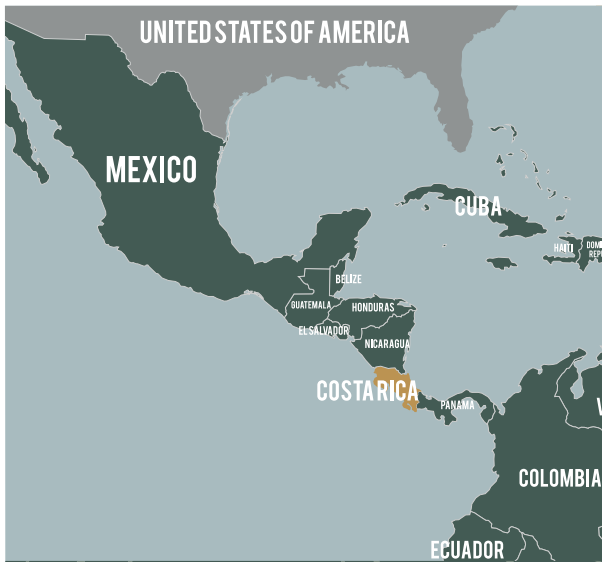 UNITED STATES OF AMERICA
MEXICO
CUBA
HAITI
BELIZE
GUATEMALA
HONDURAS
EL SALVADOR
NICARAGUA
COSTA RICA
PANAMA
COLOMBIA
ECUADOR